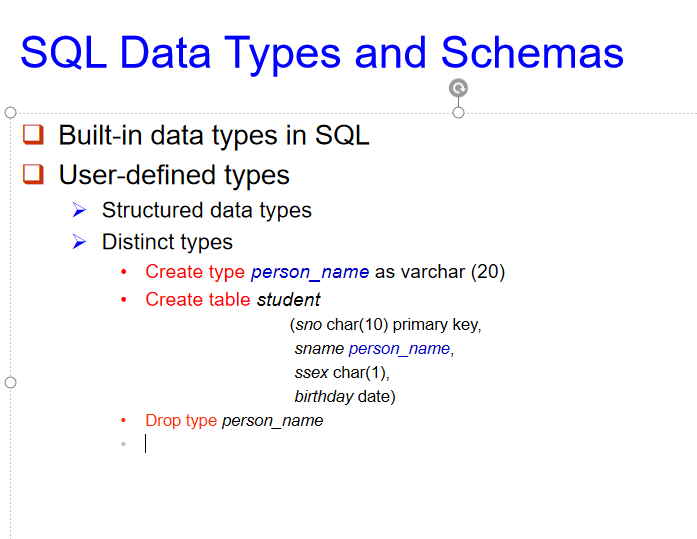 SQL Data Types and Schemas
Built-in data types in SQL
User-defined types
Structured data types
Distinct types
Create type person_name as varchar (20)
Create table student
(sno char(10) primary key,
sname person_name,
ssex char(1),
birthday date)
Drop type person_name